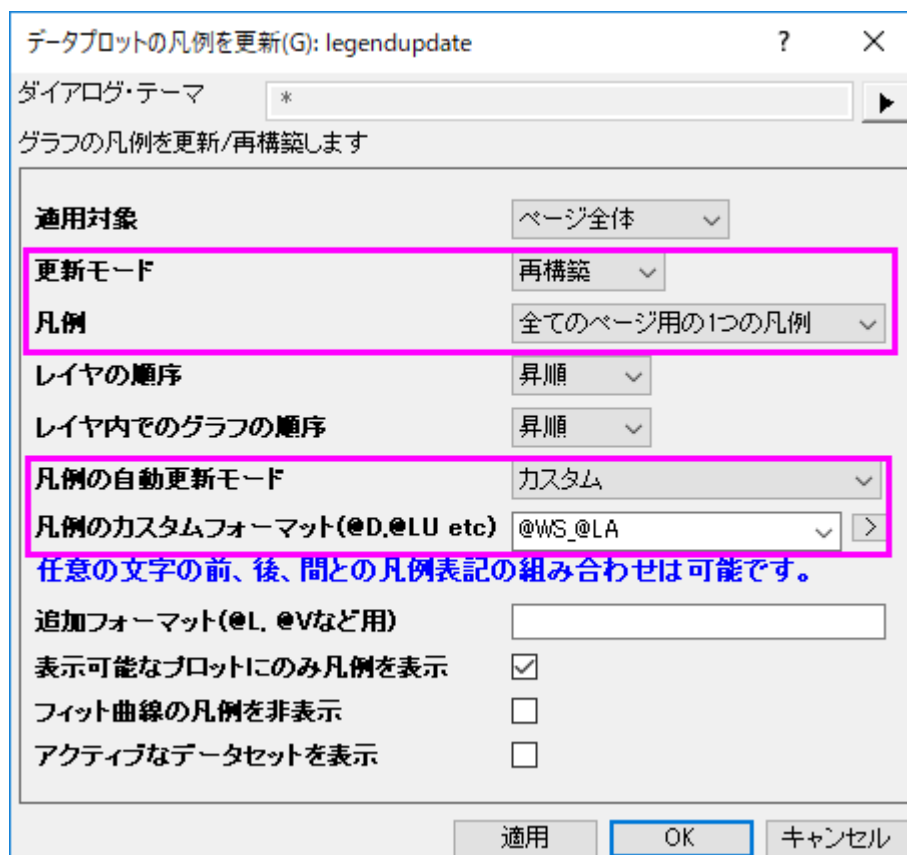 データプロットの凡例を更新(G): legendupdate ? ×
ダイアログ・テーマ *
グラフの凡例を更新/再構築します
適用対象 ページ全体
更新モード 再構築
凡例 全てのページ用の1つの凡例
レイヤの順序 昇順
レイヤ内でのグラフの順序 昇順
凡例の自動更新モード カスタム
凡例のカスタムフォーマット(@D,@LU etc) @WS_@LA >
任意の文字の前、後、間との凡例表記の組み合わせは可能です。
追加フォーマット(@L, @Vなど用)
表示可能なプロットにのみ凡例を表示
フィット曲線の凡例を非表示
アクティブなデータセットを表示
適用 OK キャンセル